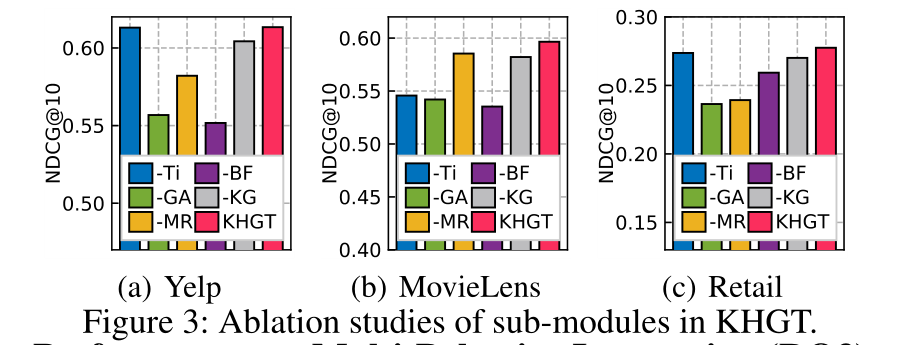 0.60
0.55
0.50
NDCG@10
-Ti
-BF
-GA
-KG
-MR
KHGT
0.60
0.55
0.50
0.45
0.40
NDCG@10
-Ti
-BF
-GA
-KG
-MR
KHGT
0.30
0.25
0.20
0.15
NDCG@10
-Ti
-BF
-GA
-KG
-MR
KHGT
(a) Yelp
(b) MovieLens
(c) Retail
Figure 3: Ablation studies of sub-modules in KHGT.